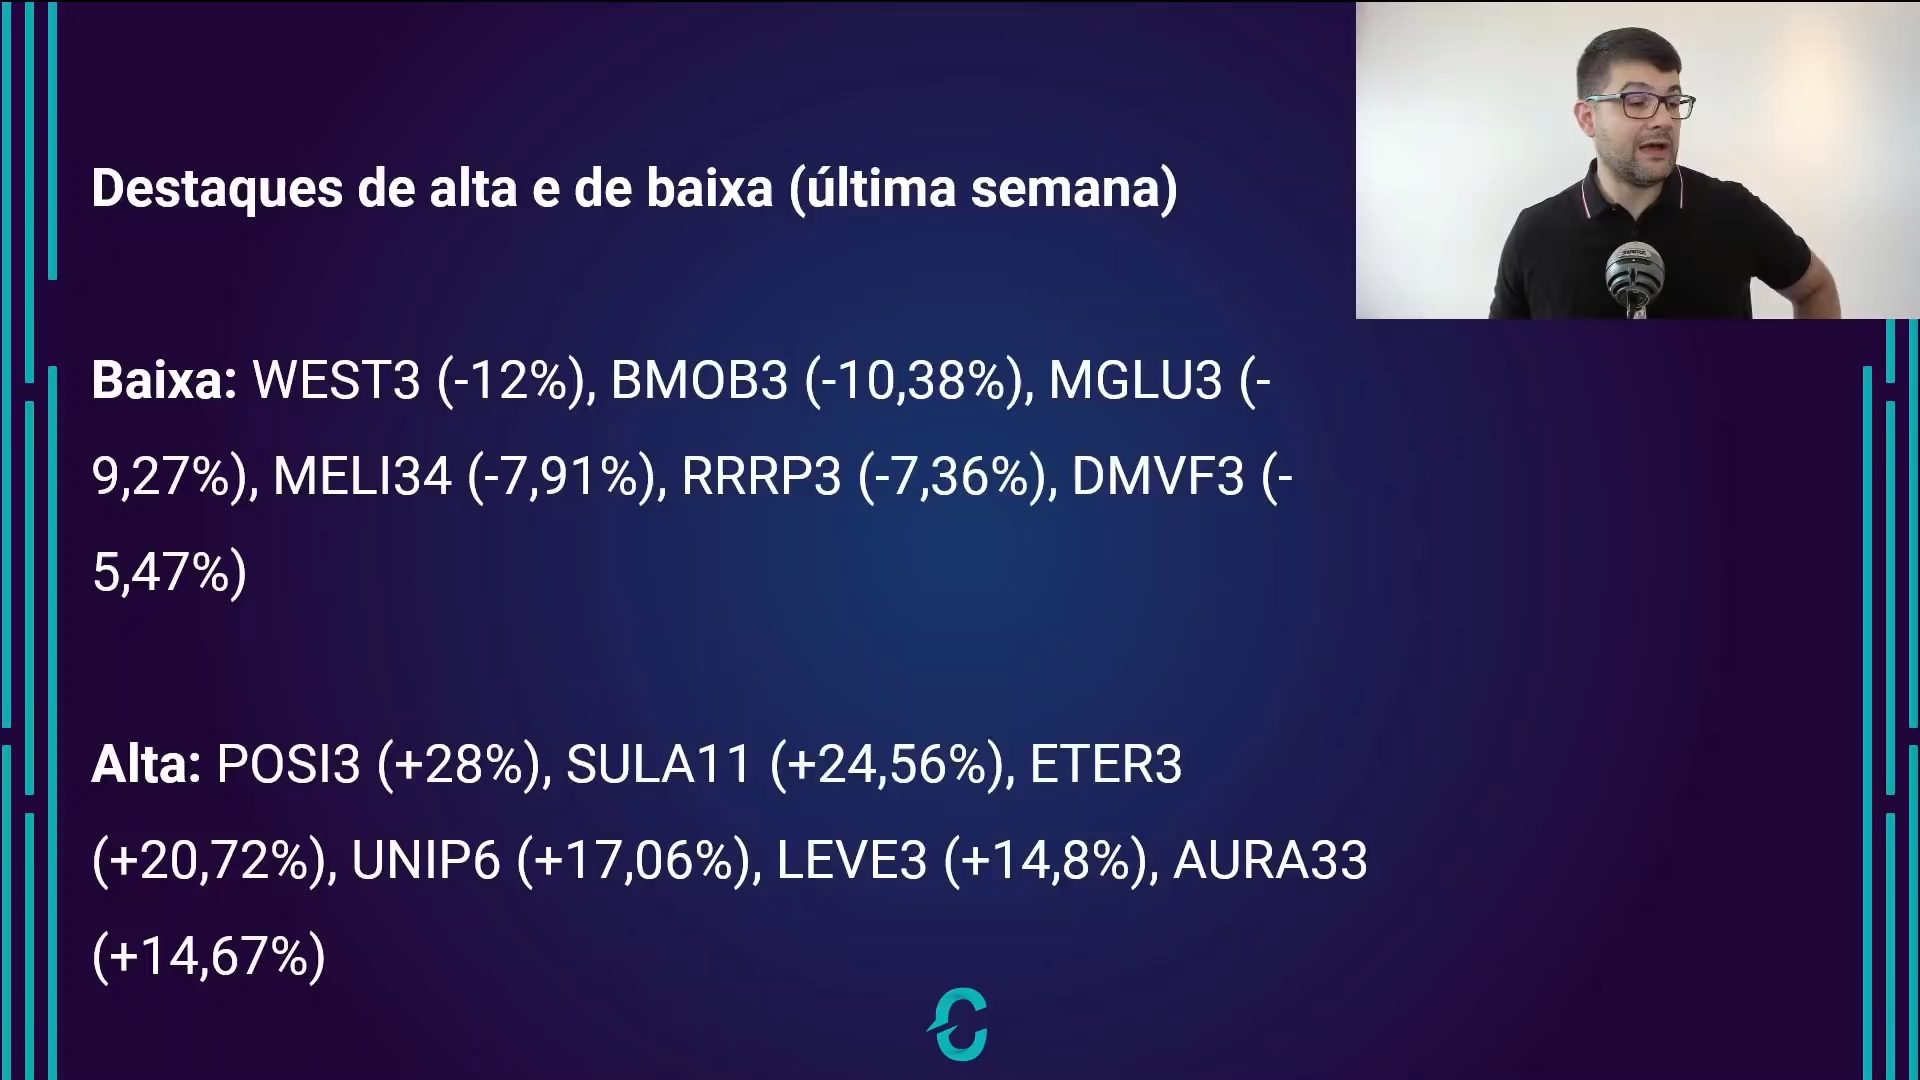 Destaques de alta e de baixa (última semana)
Baixa: WEST3 (-12%), BMOB3 (-10,38%), MGLU3 (-
9,27%), MELI34 (-7,91%), RRRP3 (-7,36%), DMVF3 (-
5,47%)
Alta: POSI3 (+28%), SULA11 (+24,56%), ETER3
(+20,72%), UNIP6 (+17,06%), LEVE3 (+14,8%), AURA33
(+14,67%)